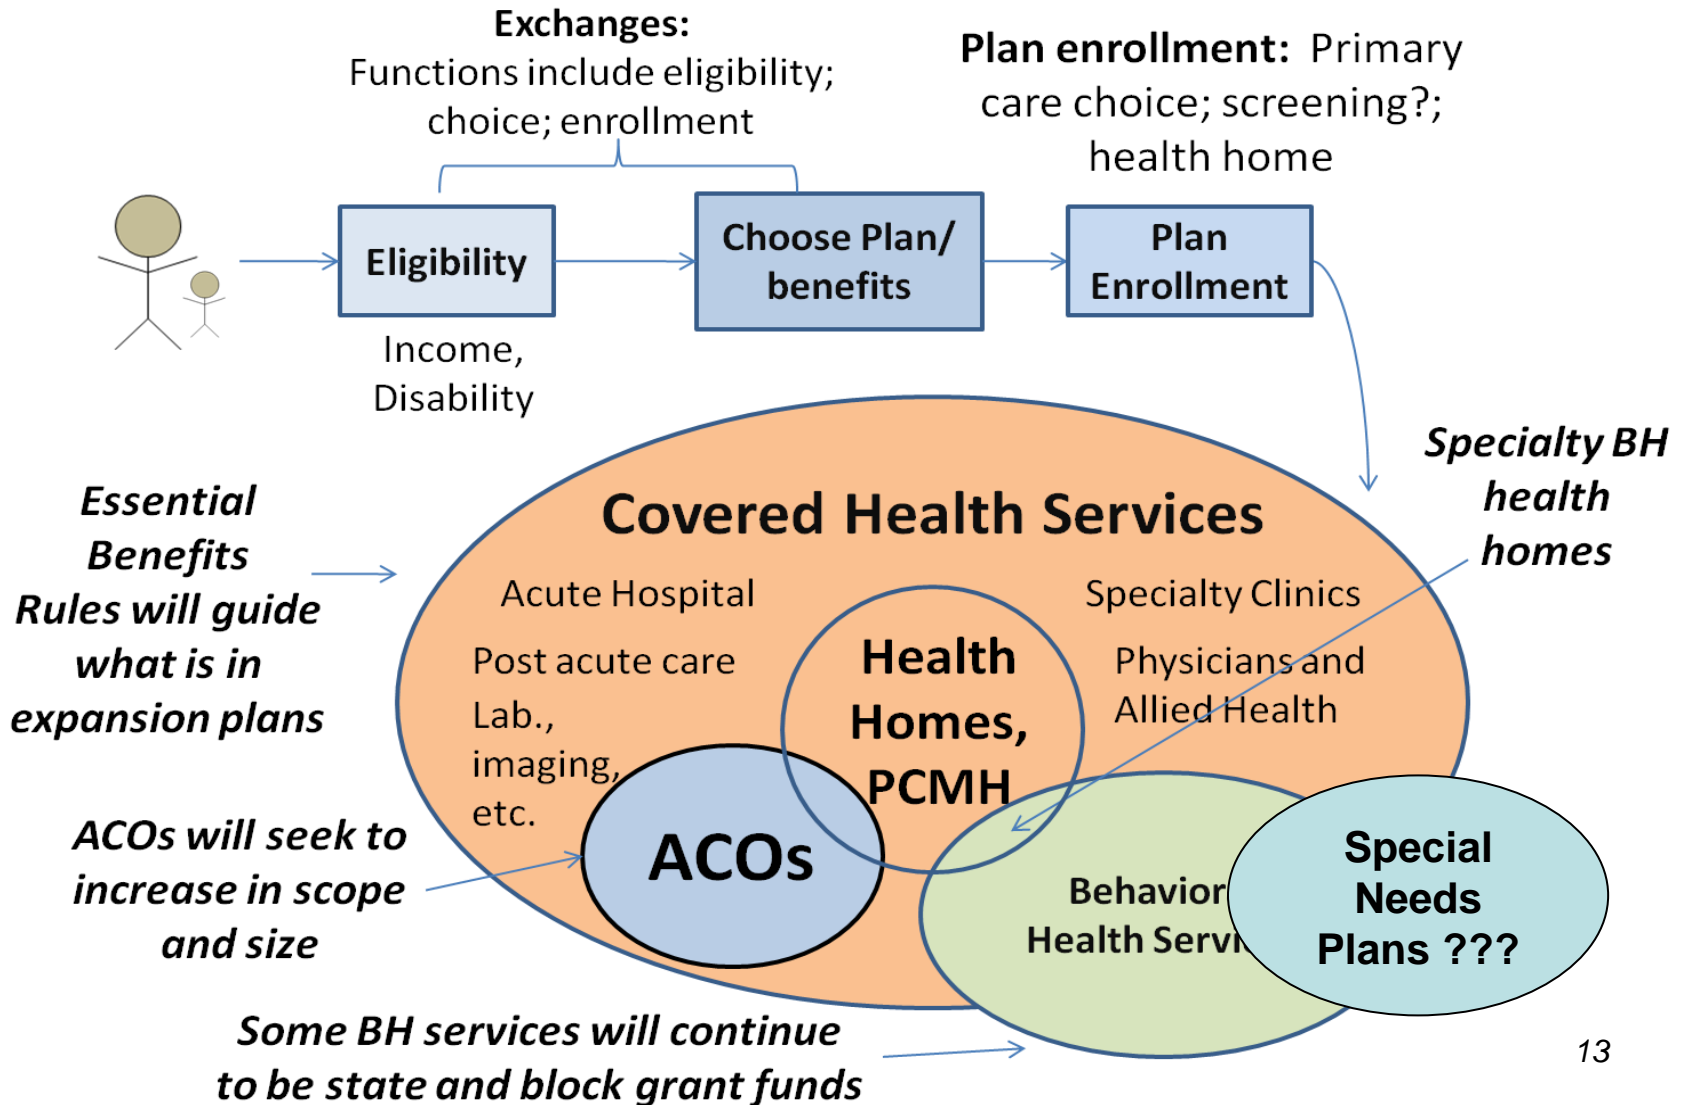 Exchanges:
Functions include eligibility;
choice; enrollment
Plan enrollment: Primary
care choice; screening?;
health home
Eligibility
Choose Plan/
benefits
Plan
Enrollment
Income,
Disability
Specialty BH
health
homes
Essential
Benefits
Rules will guide
what is in
expansion plans
Covered Health Services
Acute Hospital
Post acute care
Lab.,
imaging,
etc.
Health
Homes,
PCMH
Specialty Clinics
Physicians and
Allied Health
ACOs will seek to
increase in scope
and size
ACOs
Behavior
Health Servi
Special
Needs
Plans ???
Some BH services will continue
to be state and block grant funds
13